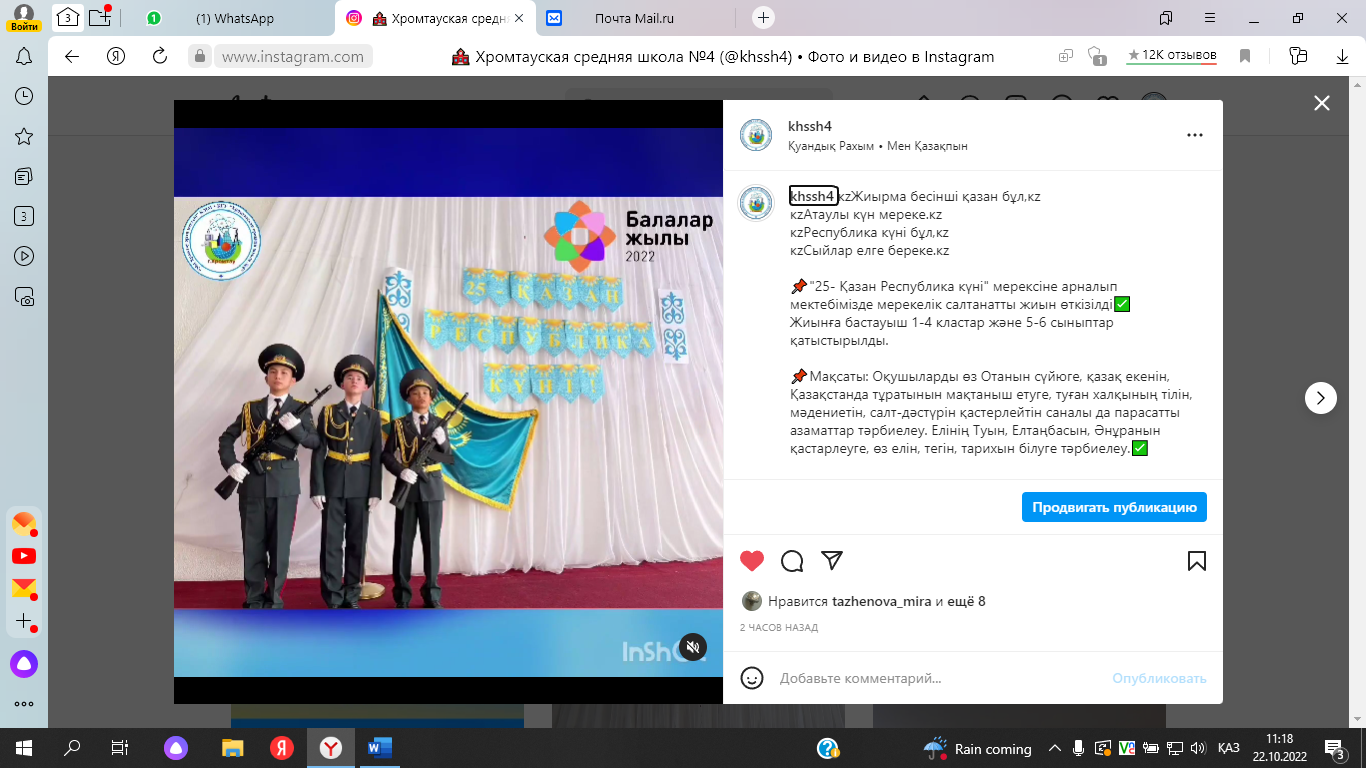 Войти
(1) WhatsApp
Хромтауская средня
Почта Mail.ru
www.instagram.com
Хромтауская средняя школа №4 (@khssh4) • Фото и видео в Instagram
★12K отзывов
1
3
Балалар
жылы
2022
25 - ҚАЗАН
РЕСПУБЛИКА
КҮНІ!
InSh
khssh4
Қуандық Рахым • Мен Қазақпын
khssh4 kzЖиырма бесінші қазан бұл,kz
kzАтаулы күн мереке.kz
kzРеспублика күні бұл,kz
kzСыйлар елге береке.kz
📌"25- Қазан Республика күні" мерексіне арналып
мектебімізде мерекелік салтанатты жиын өткізілді✅
Жиынға бастауыш 1-4 кластар және 5-6 сыныптар
қатыстырылды.
📌Мақсаты: Оқушыларды өз Отанын сүйюге, қазақ екенін,
Қазақстанда тұратынын мақтаныш етуге, туған халқының тілін,
мәдениетін, салт-дәстүрін қастерлейтін саналы да парасатты
азаматтар тәрбиелеу. Елінің Туын, Елтаңбасын, Әнұранын
қастарлеуге, өз елін, тегін, тарихын білуге тәрбиелеу.✅
Продвигать публикацию
Нравится tazhenova_mira и ещё 8
2 ЧАСОВ НАЗАД
Добавьте комментарий...
Опубликовать
Rain coming
ҚАЗ
11:18
22.10.2022
3